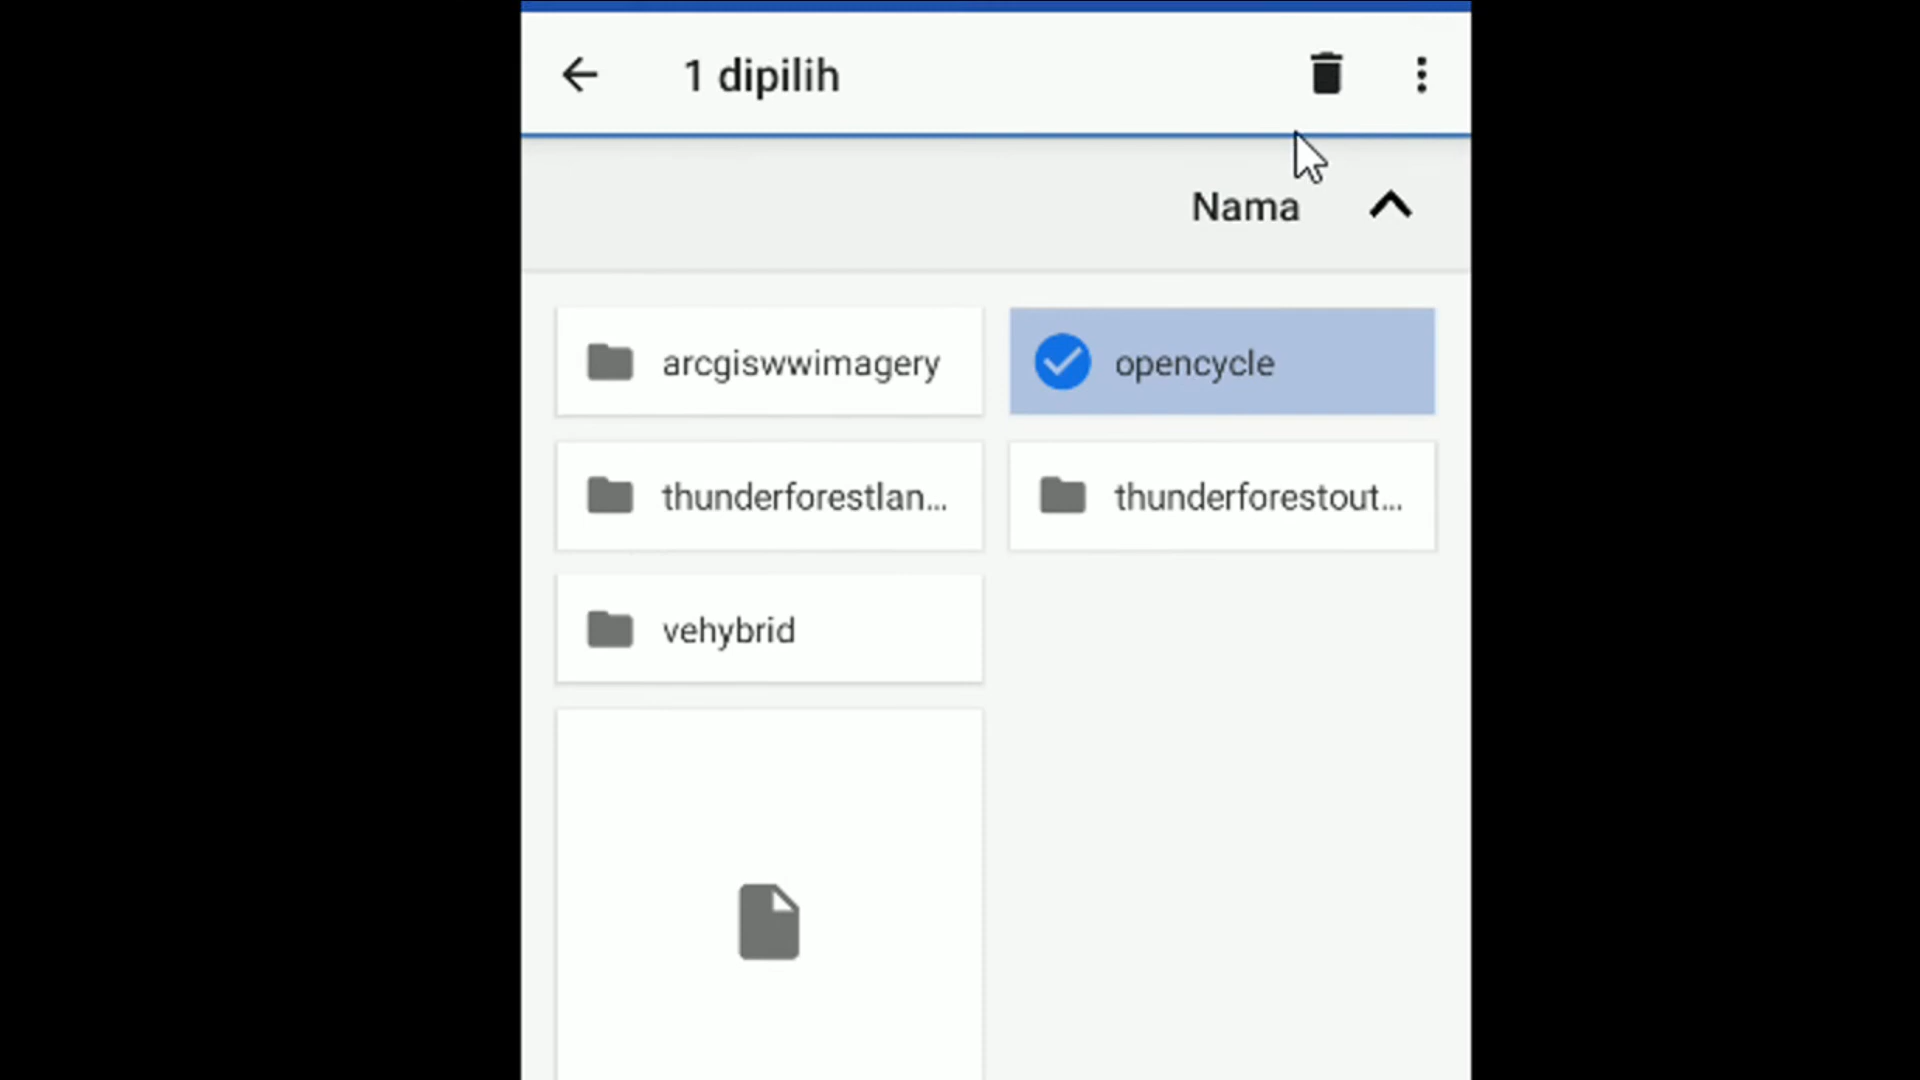 1 dipilih
Nama
arcgiswwimagery
opencycle
thunderforestlan...
thunderforestout...
vehybrid